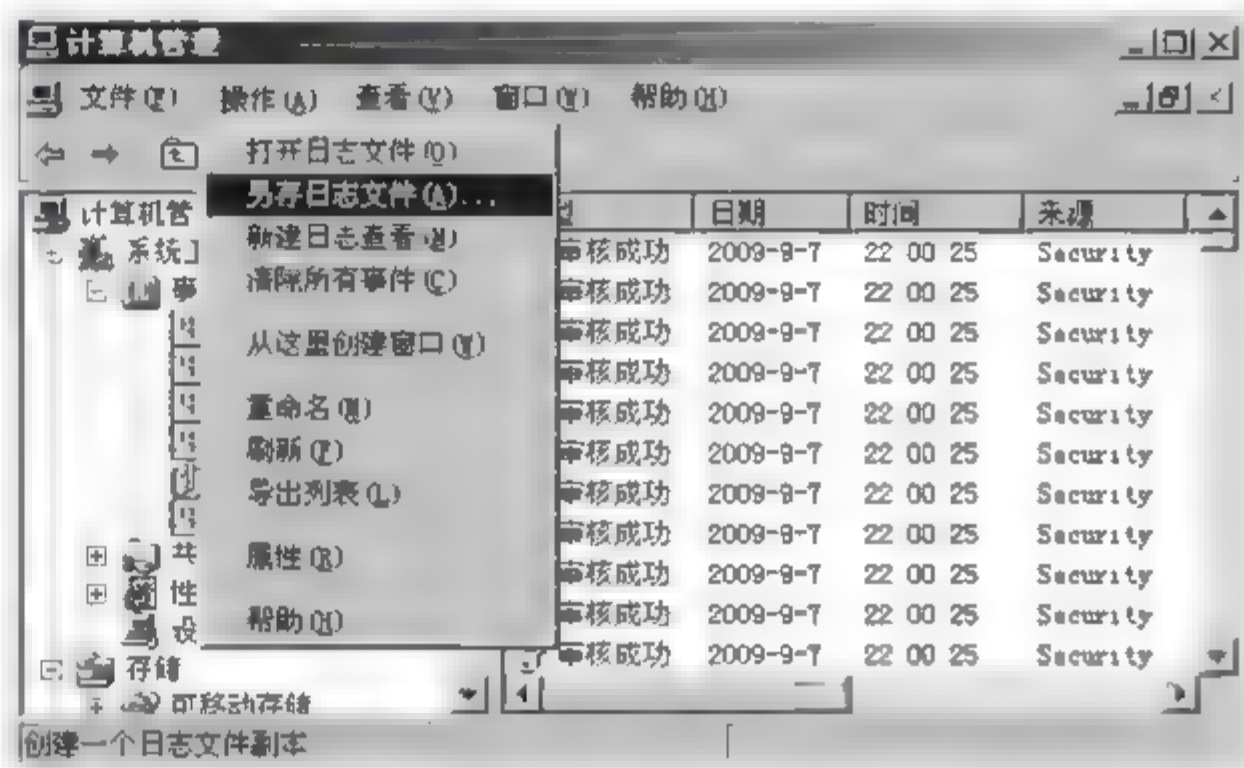 计算机管理
文件(F) 操作(A) 查看(V) 窗口(W) 帮助(H)
打开日志文件(O)
另存日志文件(A)...
新建日志查看(N)
清除所有事件(C)
从这里创建窗口(W)
重命名(M)
刷新(F)
导出列表(L)
属性(R)
帮助(H)
计算机管
系统
事
共
性
设
存储
可移动存储
型 日期 时间 来源
审核成功 2009-9-7 22 00 25 Security
审核成功 2009-9-7 22 00 25 Security
审核成功 2009-9-7 22 00 25 Security
审核成功 2009-9-7 22 00 25 Security
审核成功 2009-9-7 22 00 25 Security
审核成功 2009-9-7 22 00 25 Security
审核成功 2009-9-7 22 00 25 Security
审核成功 2009-9-7 22 00 25 Security
审核成功 2009-9-7 22 00 25 Security
审核成功 2009-9-7 22 00 25 Security
审核成功 2009-9-7 22 00 25 Security
创建一个日志文件副本